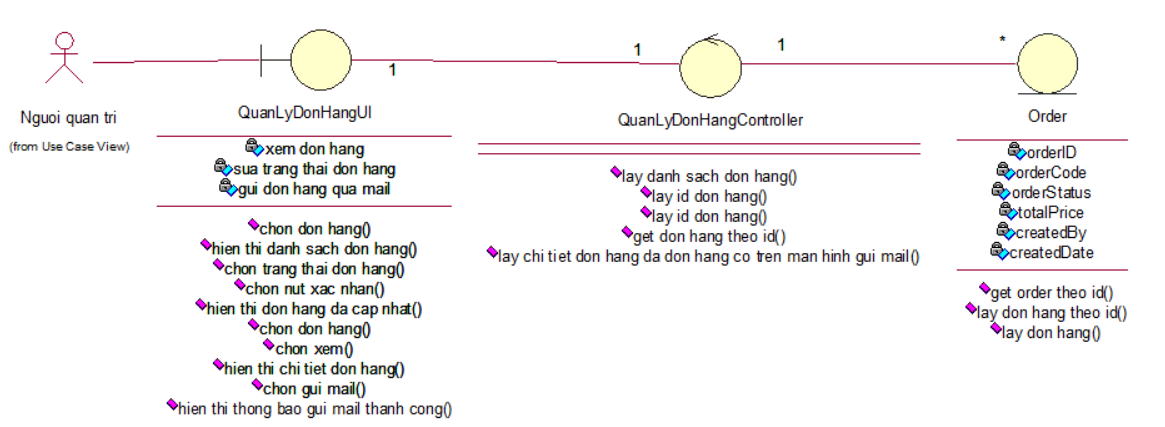 Nguoi quan tri
(from Use Case View)
1
QuanLyDonHangUI
xem don hang
sua trang thai don hang
gui don hang qua mail
chon don hang()
hien thi danh sach don hang()
chon trang thai don hang()
chon nut xac nhan()
hien thi don hang da cap nhat()
chon don hang()
chon xem()
hien thi chi tiet don hang()
chon gui mail()
hien thi thong bao gui mail thanh cong()
1
1
QuanLyDonHangController
lay danh sach don hang()
lay id don hang()
lay id don hang()
get don hang theo id()
lay chi tiet don hang da don hang co tren man hinh gui mail()
*
Order
orderID
orderCode
orderStatus
totalPrice
createdBy
createdDate
get order theo id()
lay don hang theo id()
lay don hang()